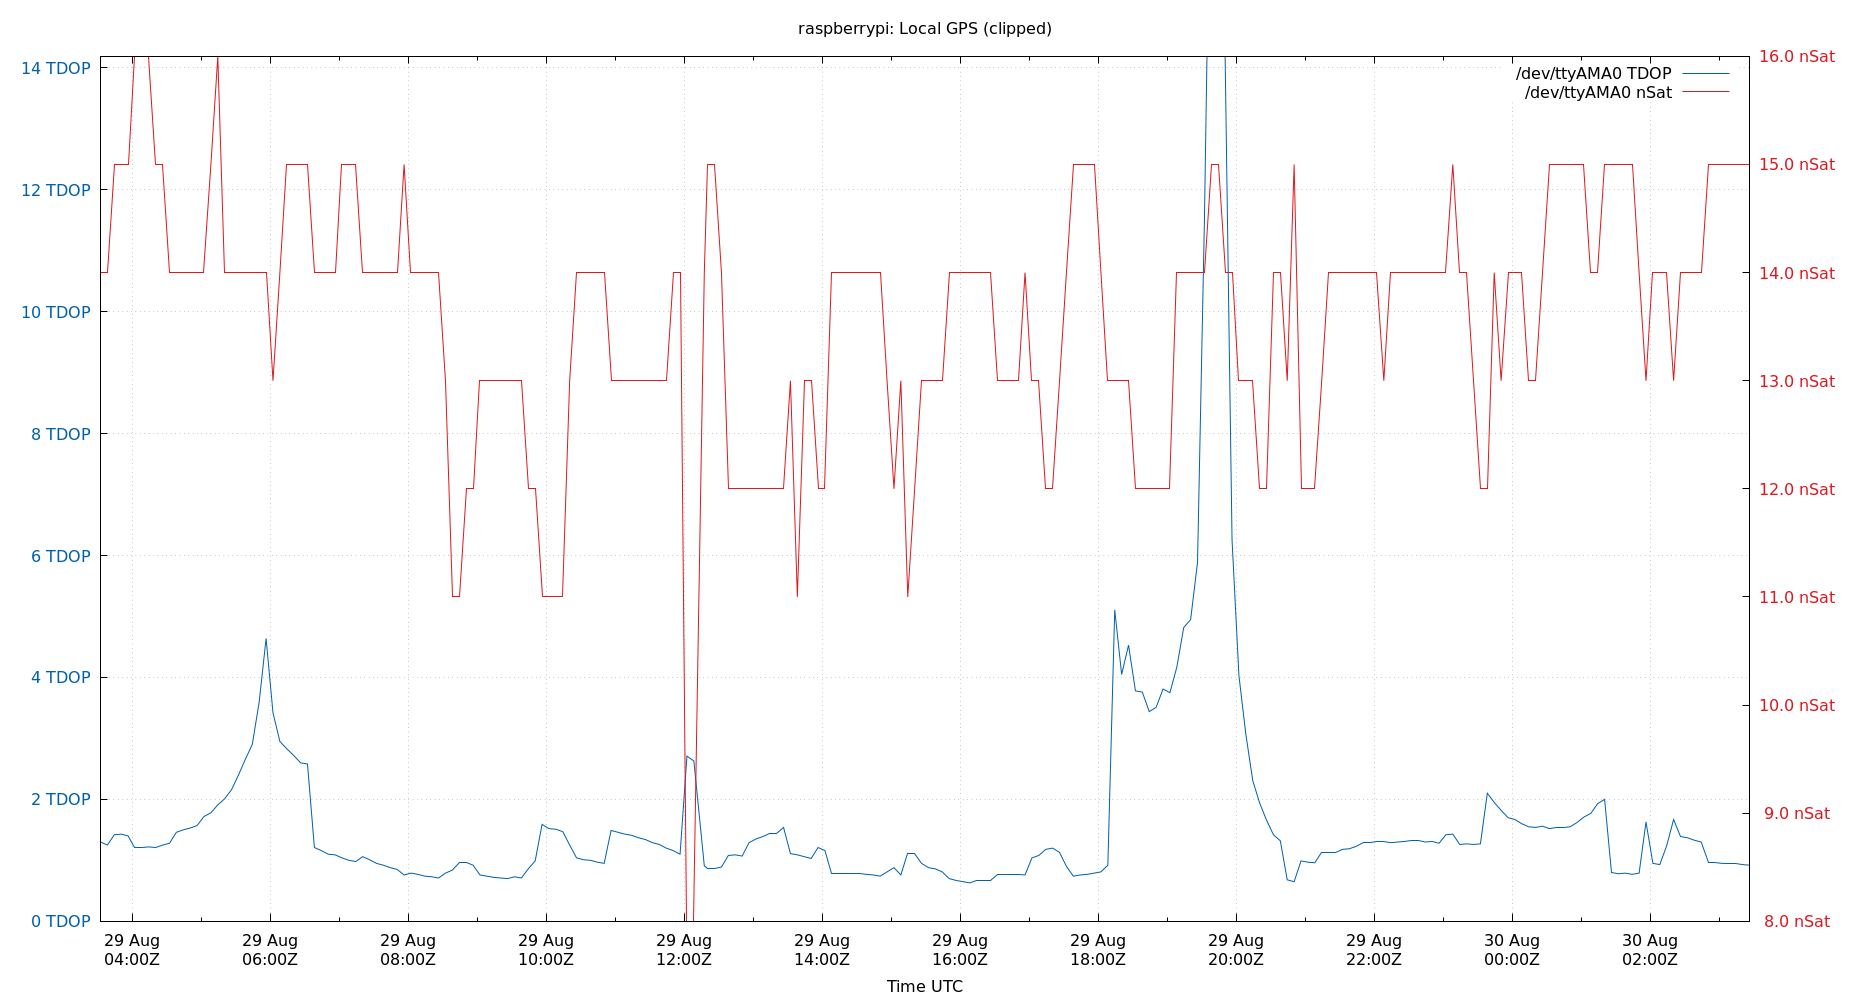 raspberrypi: Local GPS (clipped)
14 TDOP
12 TDOP
10 TDOP
8 TDOP
6 TDOP
4 TDOP
2 TDOP
0 TDOP
/dev/ttyAMA0 TDOP
/dev/ttyAMA0 nSat
16.0 nSat
15.0 nSat
14.0 nSat
13.0 nSat
12.0 nSat
11.0 nSat
10.0 nSat
9.0 nSat
8.0 nSat
29 Aug 29 Aug 29 Aug 29 Aug 29 Aug 29 Aug 29 Aug 29 Aug 29 Aug 29 Aug 30 Aug 30 Aug
04:00Z 06:00Z 08:00Z 10:00Z 12:00Z 14:00Z 16:00Z 18:00Z 20:00Z 22:00Z 00:00Z 02:00Z
Time UTC